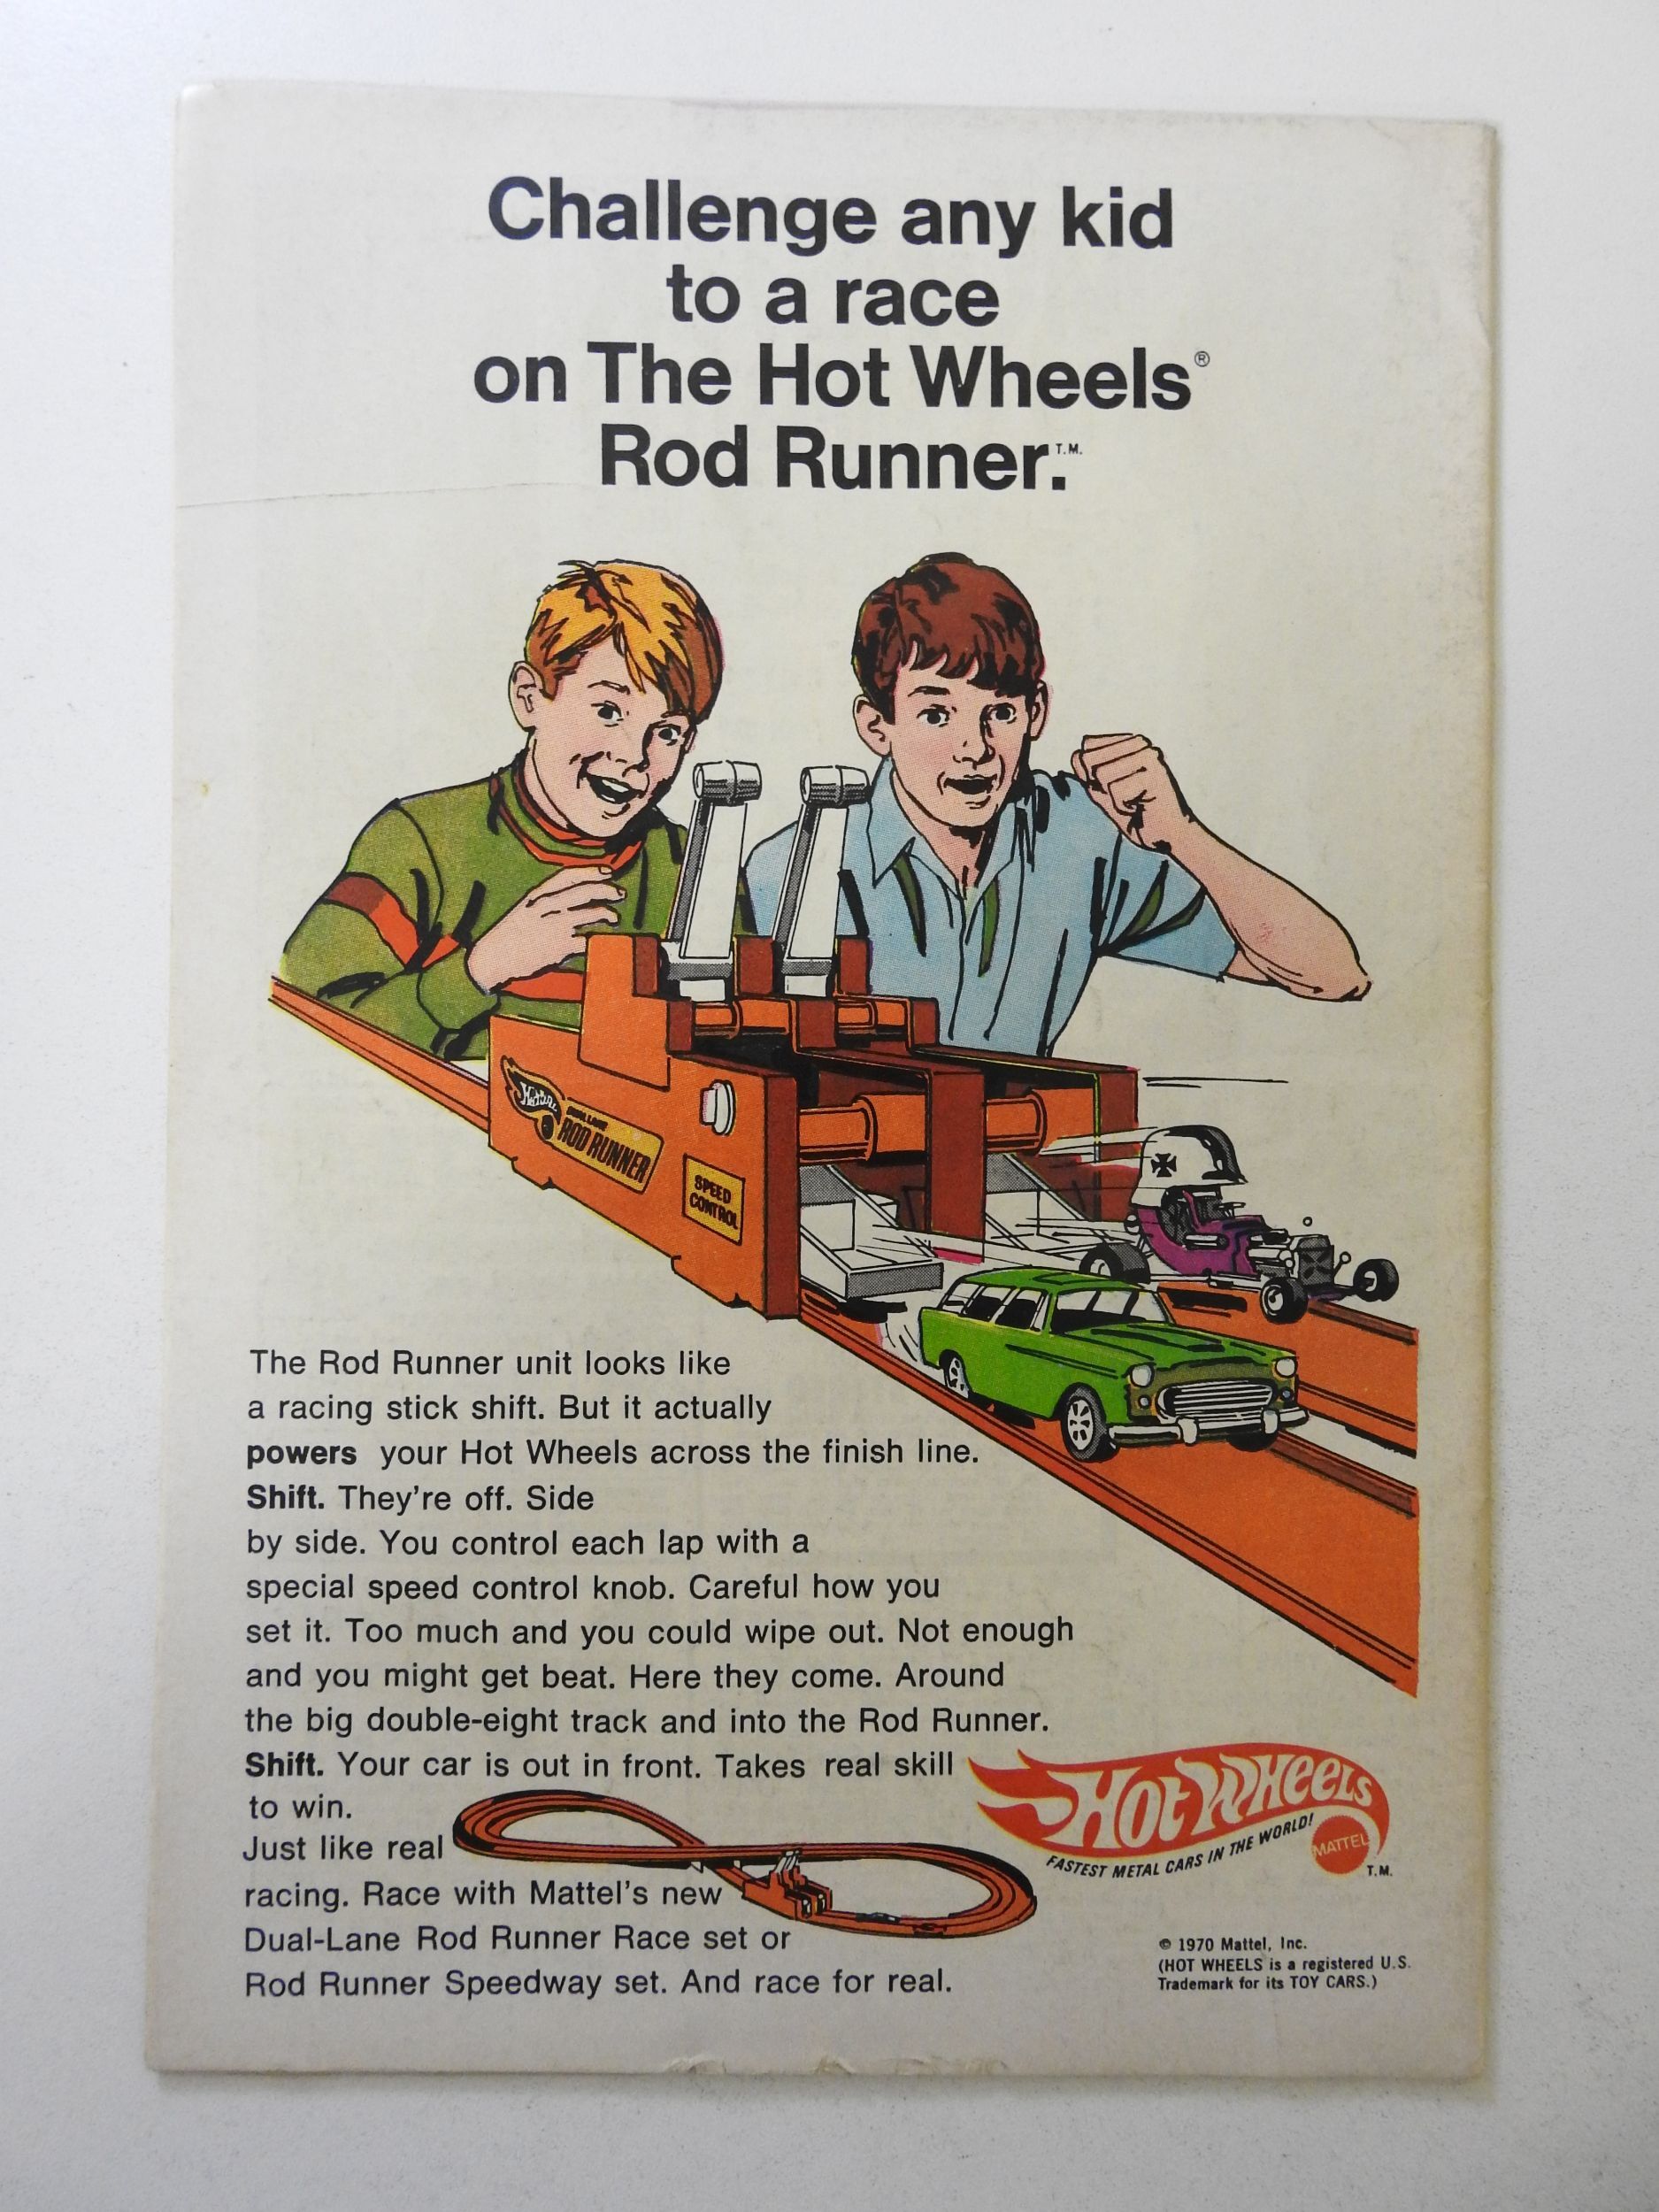 Challenge any kid
to a race
on The Hot Wheels®
Rod Runner.T.M.
Mattel
DUAL LANE
ROD RUNNER
SPEED
CONTROL
The Rod Runner unit looks like
a racing stick shift. But it actually
powers your Hot Wheels across the finish line.
Shift. They're off. Side
by side. You control each lap with a
special speed control knob. Careful how you
set it. Too much and you could wipe out. Not enough
and you might get beat. Here they come. Around
the big double-eight track and into the Rod Runner.
Shift. Your car is out in front. Takes real skill
to win.
Just like real
racing. Race with Mattel's new
Dual-Lane Rod Runner Race set or
Rod Runner Speedway set. And race for real.
Hot Wheels
FASTEST METAL CARS IN THE WORLD!
MATTEL
T.M.
© 1970 Mattel, Inc.
(HOT WHEELS is a registered U.S.
Trademark for its TOY CARS.)